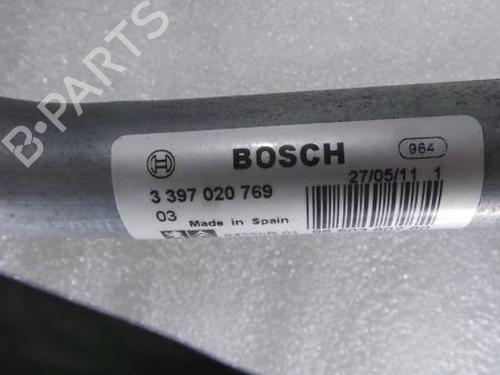 B-PARTS
BOSCH 964
27/05/11 1
3 397 020 769
03 Made in Spain